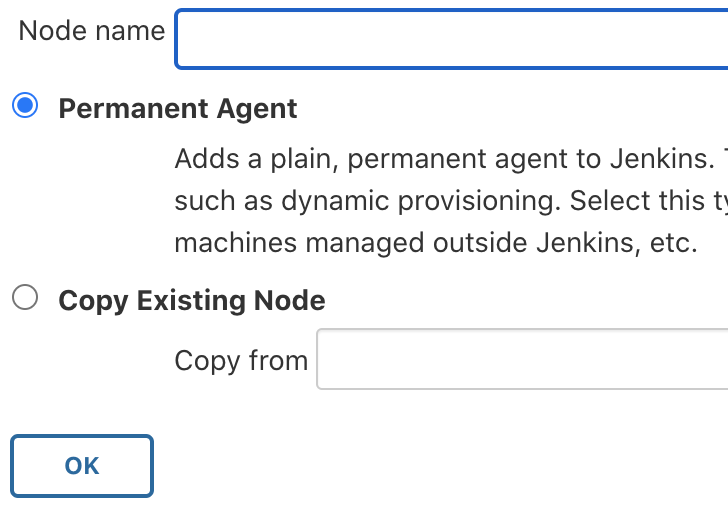 Node name
Permanent Agent
Adds a plain, permanent agent to Jenkins.
such as dynamic provisioning. Select this
machines managed outside Jenkins, etc.
Copy Existing Node
Copy from
OK